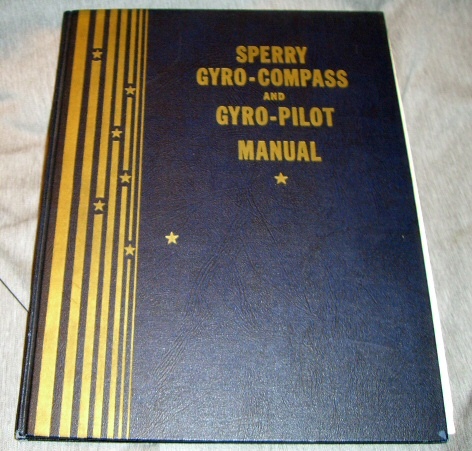 SPERRY
GYRO-COMPASS
AND
GYRO-PILOT
MANUAL